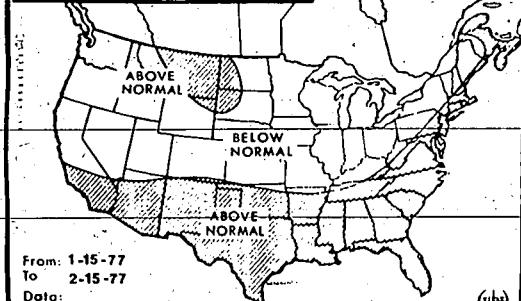 ABOVE
NORMAL
BELOW
NORMAL
ABOVE
NORMAL
From: 1-15-77
To 2-15-77
Data: